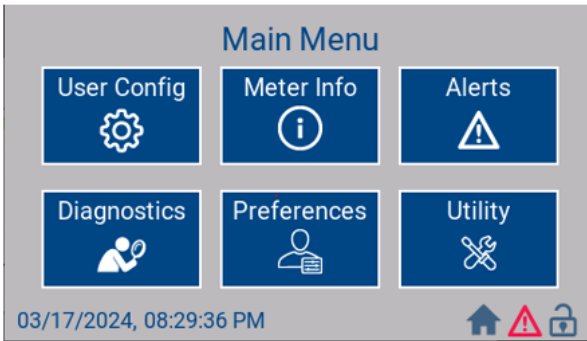 Main Menu
User Config
Meter Info
Alerts
Diagnostics
Preferences
Utility
03/17/2024, 08:29:36 PM